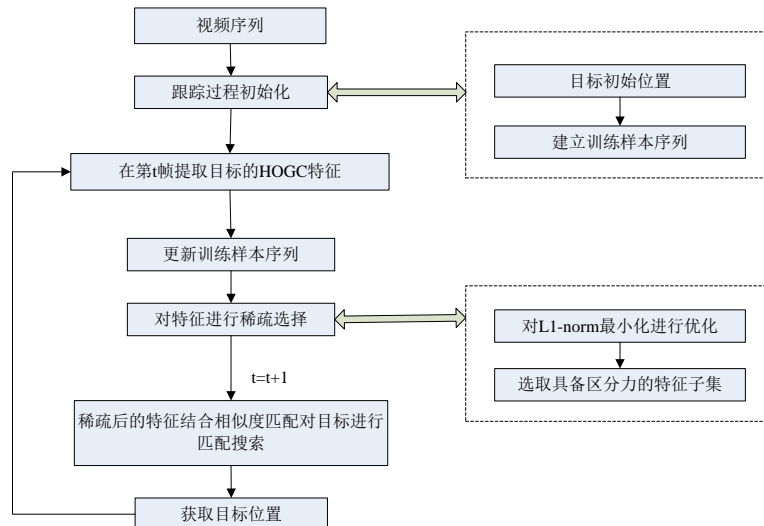 视频序列
跟踪过程初始化
目标初始位置
建立训练样本序列
在第t帧提取目标的HOGC特征
更新训练样本序列
对特征进行稀疏选择
对L1-norm最小化进行优化
选取具备区分力的特征子集
t=t+1
稀疏后的特征结合相似度匹配对目标进行
匹配搜索
获取目标位置